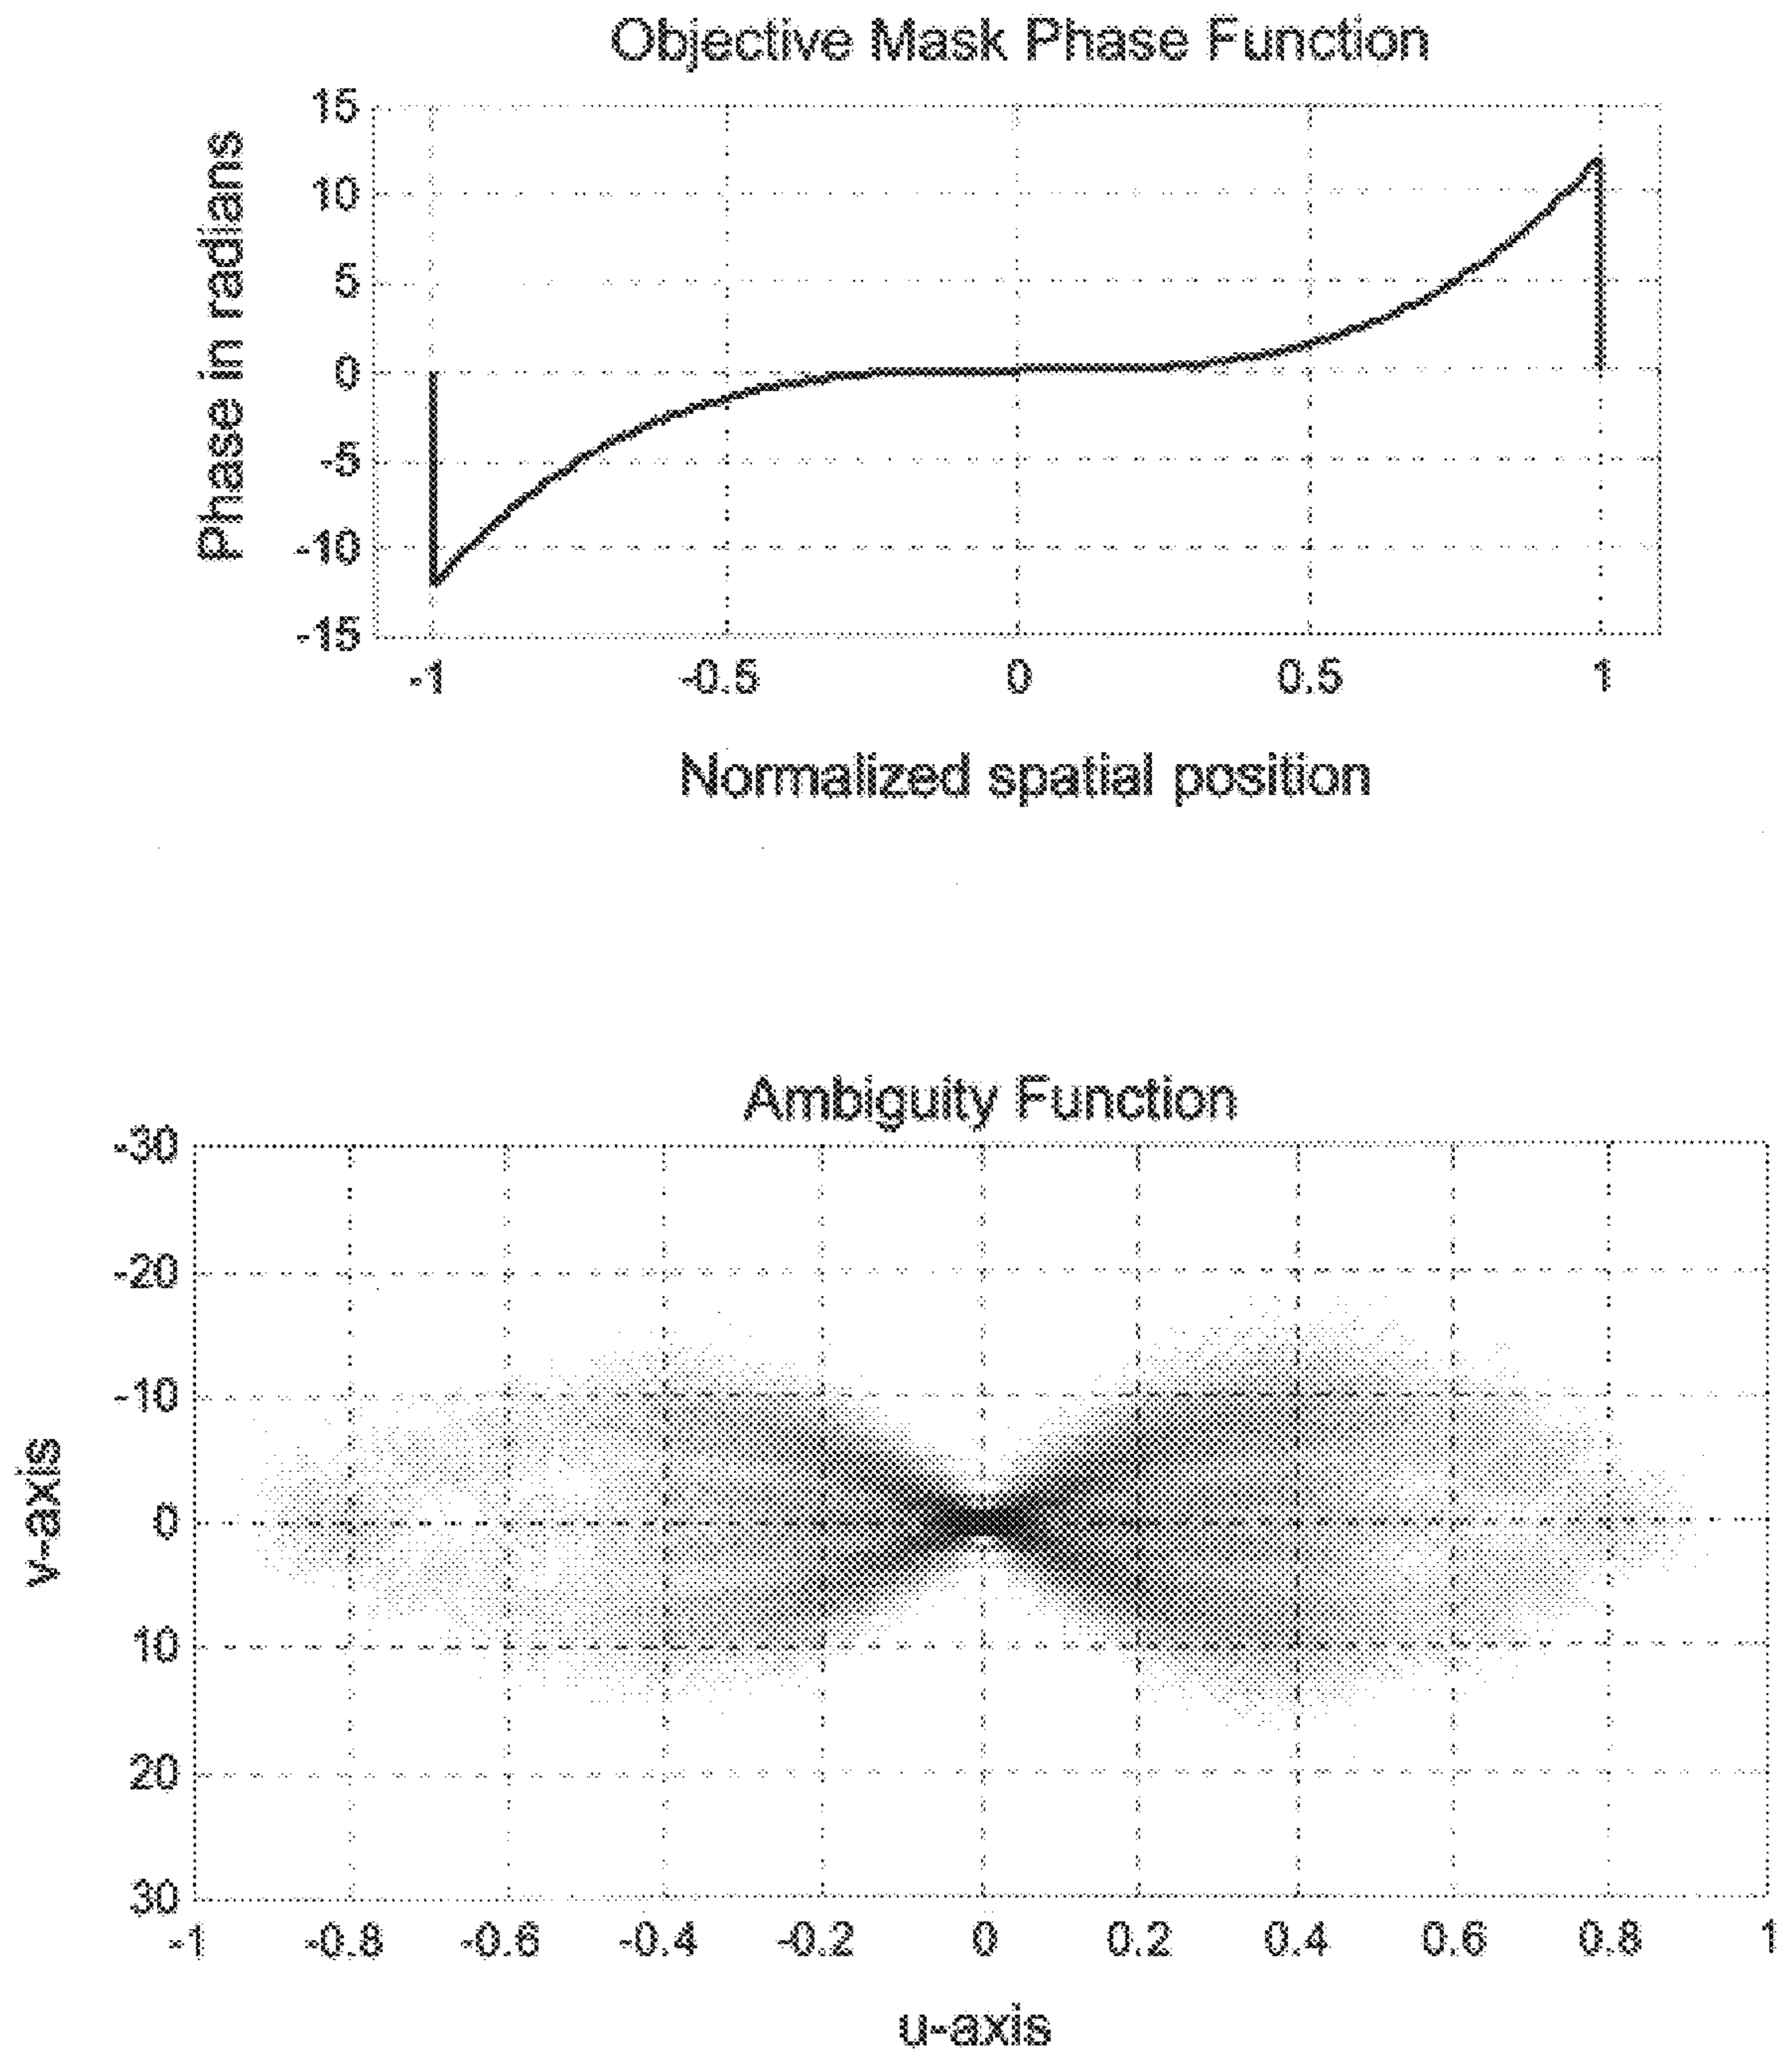 Objective Mask Phase Function
Phase in radians
15
10
5
0
-5
-10
-15
-1 -0.5 0 0.5 1
Normalized spatial position
Ambiguity Function
v-axis
-30
-20
-10
0
10
20
30
-1 -0.8 -0.6 -0.4 -0.2 0 0.2 0.4 0.6 0.8 1
u-axis